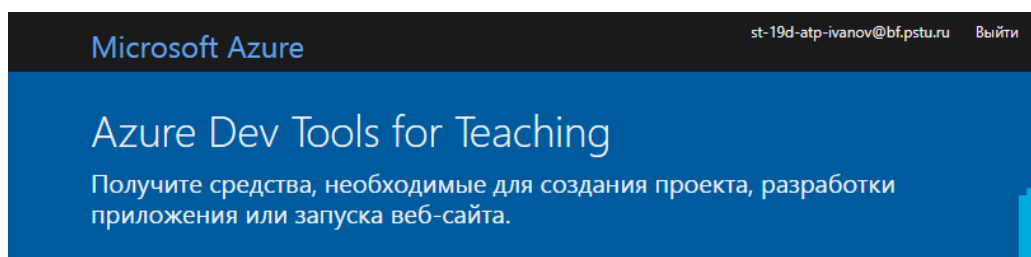 Microsoft Azure
st-19d-atp-ivanov@bf.pstu.ru Выйти
Azure Dev Tools for Teaching
Получите средства, необходимые для создания проекта, разработки
приложения или запуска веб-сайта.